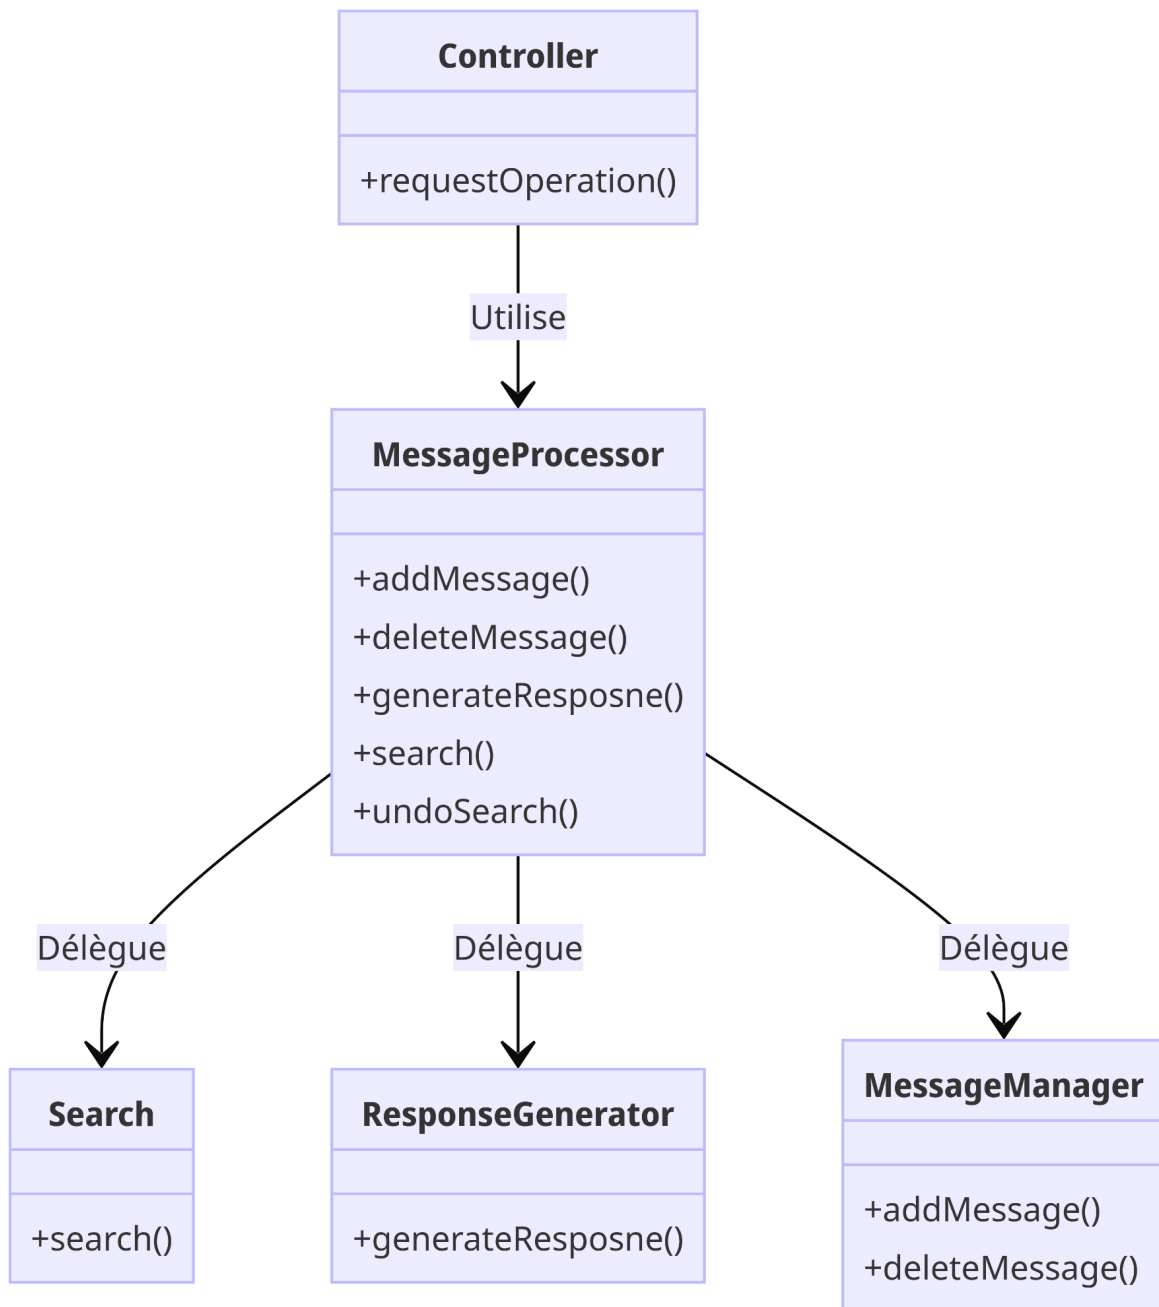 Controller
+requestOperation()
Utilise
MessageProcessor
+addMessage()
+deleteMessage()
+generateResposne()
+search()
+undoSearch()
Délègue
Délègue
Délègue
Search
+search()
ResponseGenerator
+generateResposne()
MessageManager
+addMessage()
+deleteMessage()